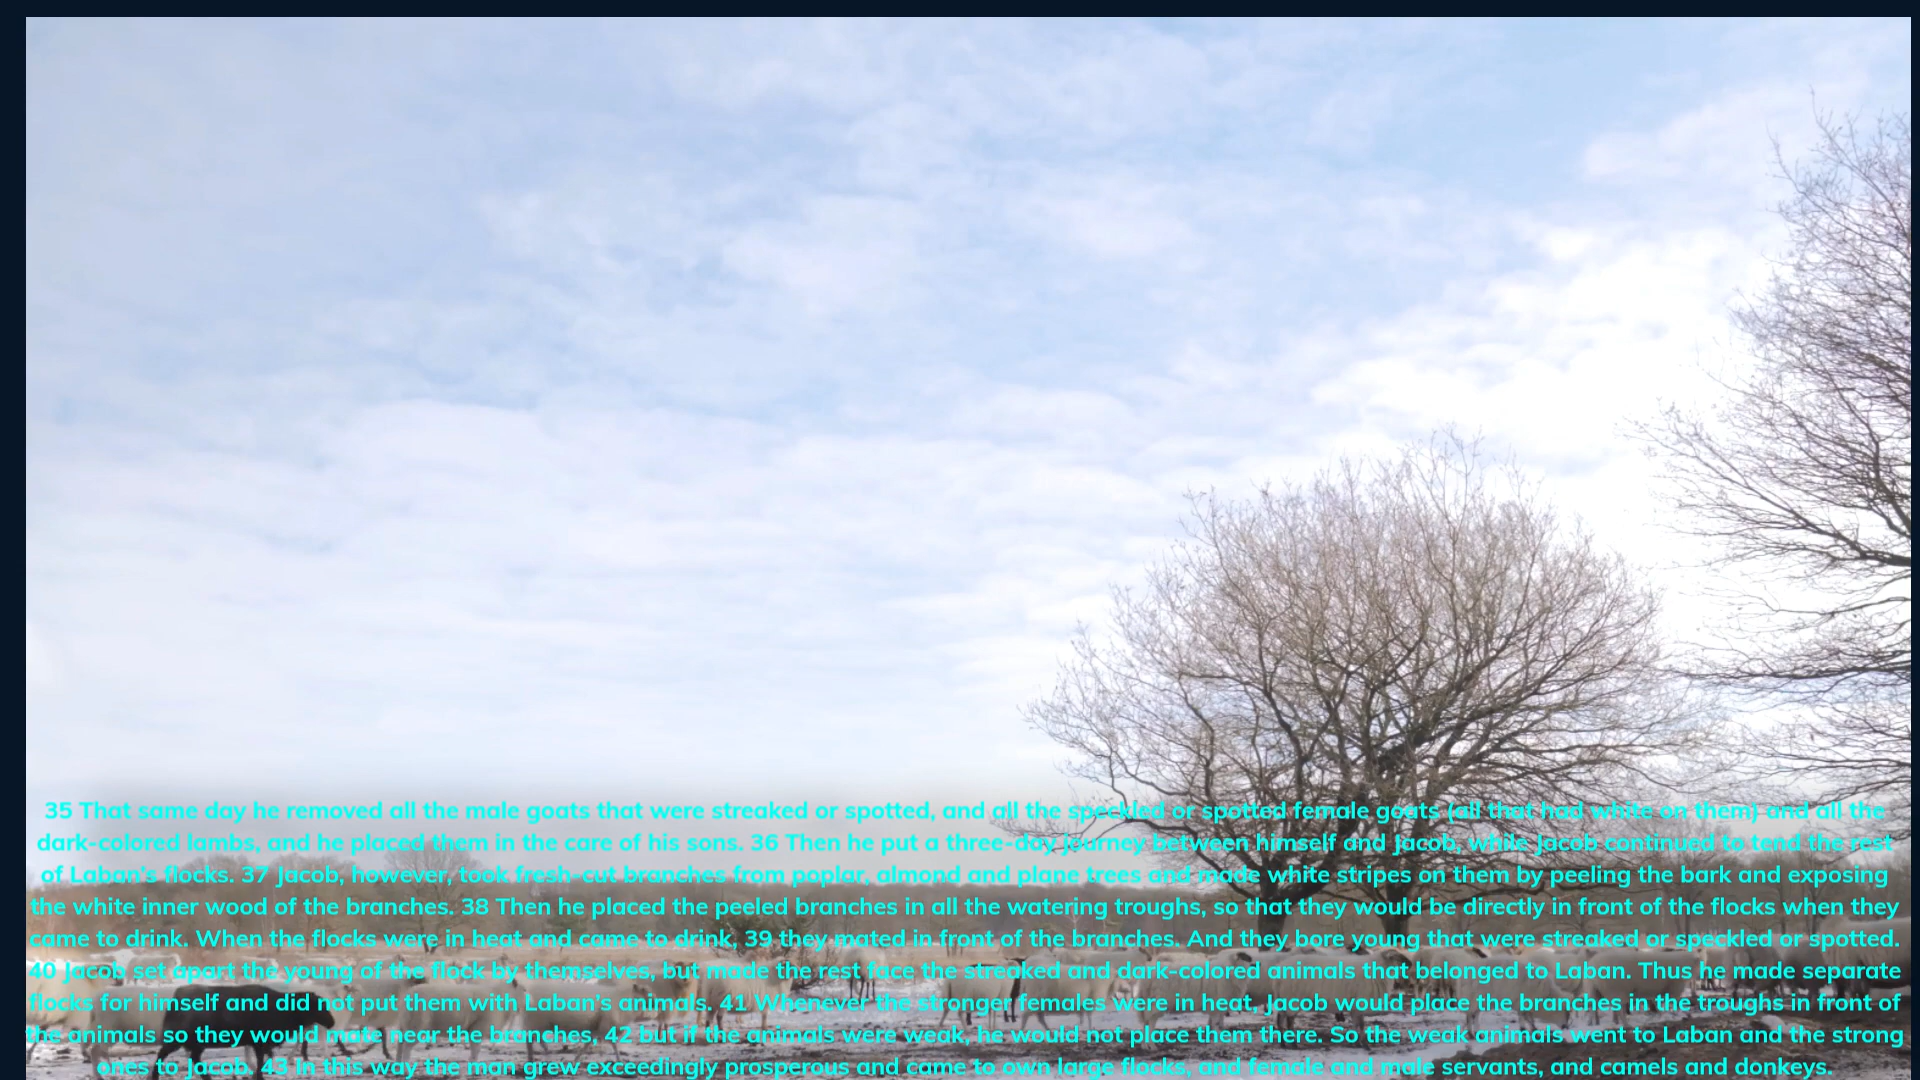 35 That same day he removed all the male goats that were streaked or spotted, and all the speckled or spotted female goats (all that had white on them) and all the
dark-colored lambs, and he placed them in the care of his sons. 36 Then he put a three-day journey between himself and Jacob, while Jacob continued to tend the rest
of Laban's flocks. 37 Jacob, however, took fresh-cut branches from poplar, almond and plane trees and made white stripes on them by peeling the bark and exposing
the white inner wood of the branches. 38 Then he placed the peeled branches in all the watering troughs, so that they would be directly in front of the flocks when they
came to drink. When the flocks were in heat and came to drink, 39 they mated in front of the branches. And they bore young that were streaked or speckled or spotted.
40 Jacob set apart the young of the flock by themselves, but made the rest face the streaked and dark-colored animals that belonged to Laban. Thus he made separate
flocks for himself and did not put them with Laban's animals. 41 Whenever the stronger females were in heat, Jacob would place the branches in the troughs in front of
the animals so they would mate near the branches, 42 but if the animals were weak, he would not place them there. So the weak animals went to Laban and the strong
ones to Jacob. 43 In this way the man grew exceedingly prosperous and came to own large flocks, and female and male servants, and camels and donkeys.